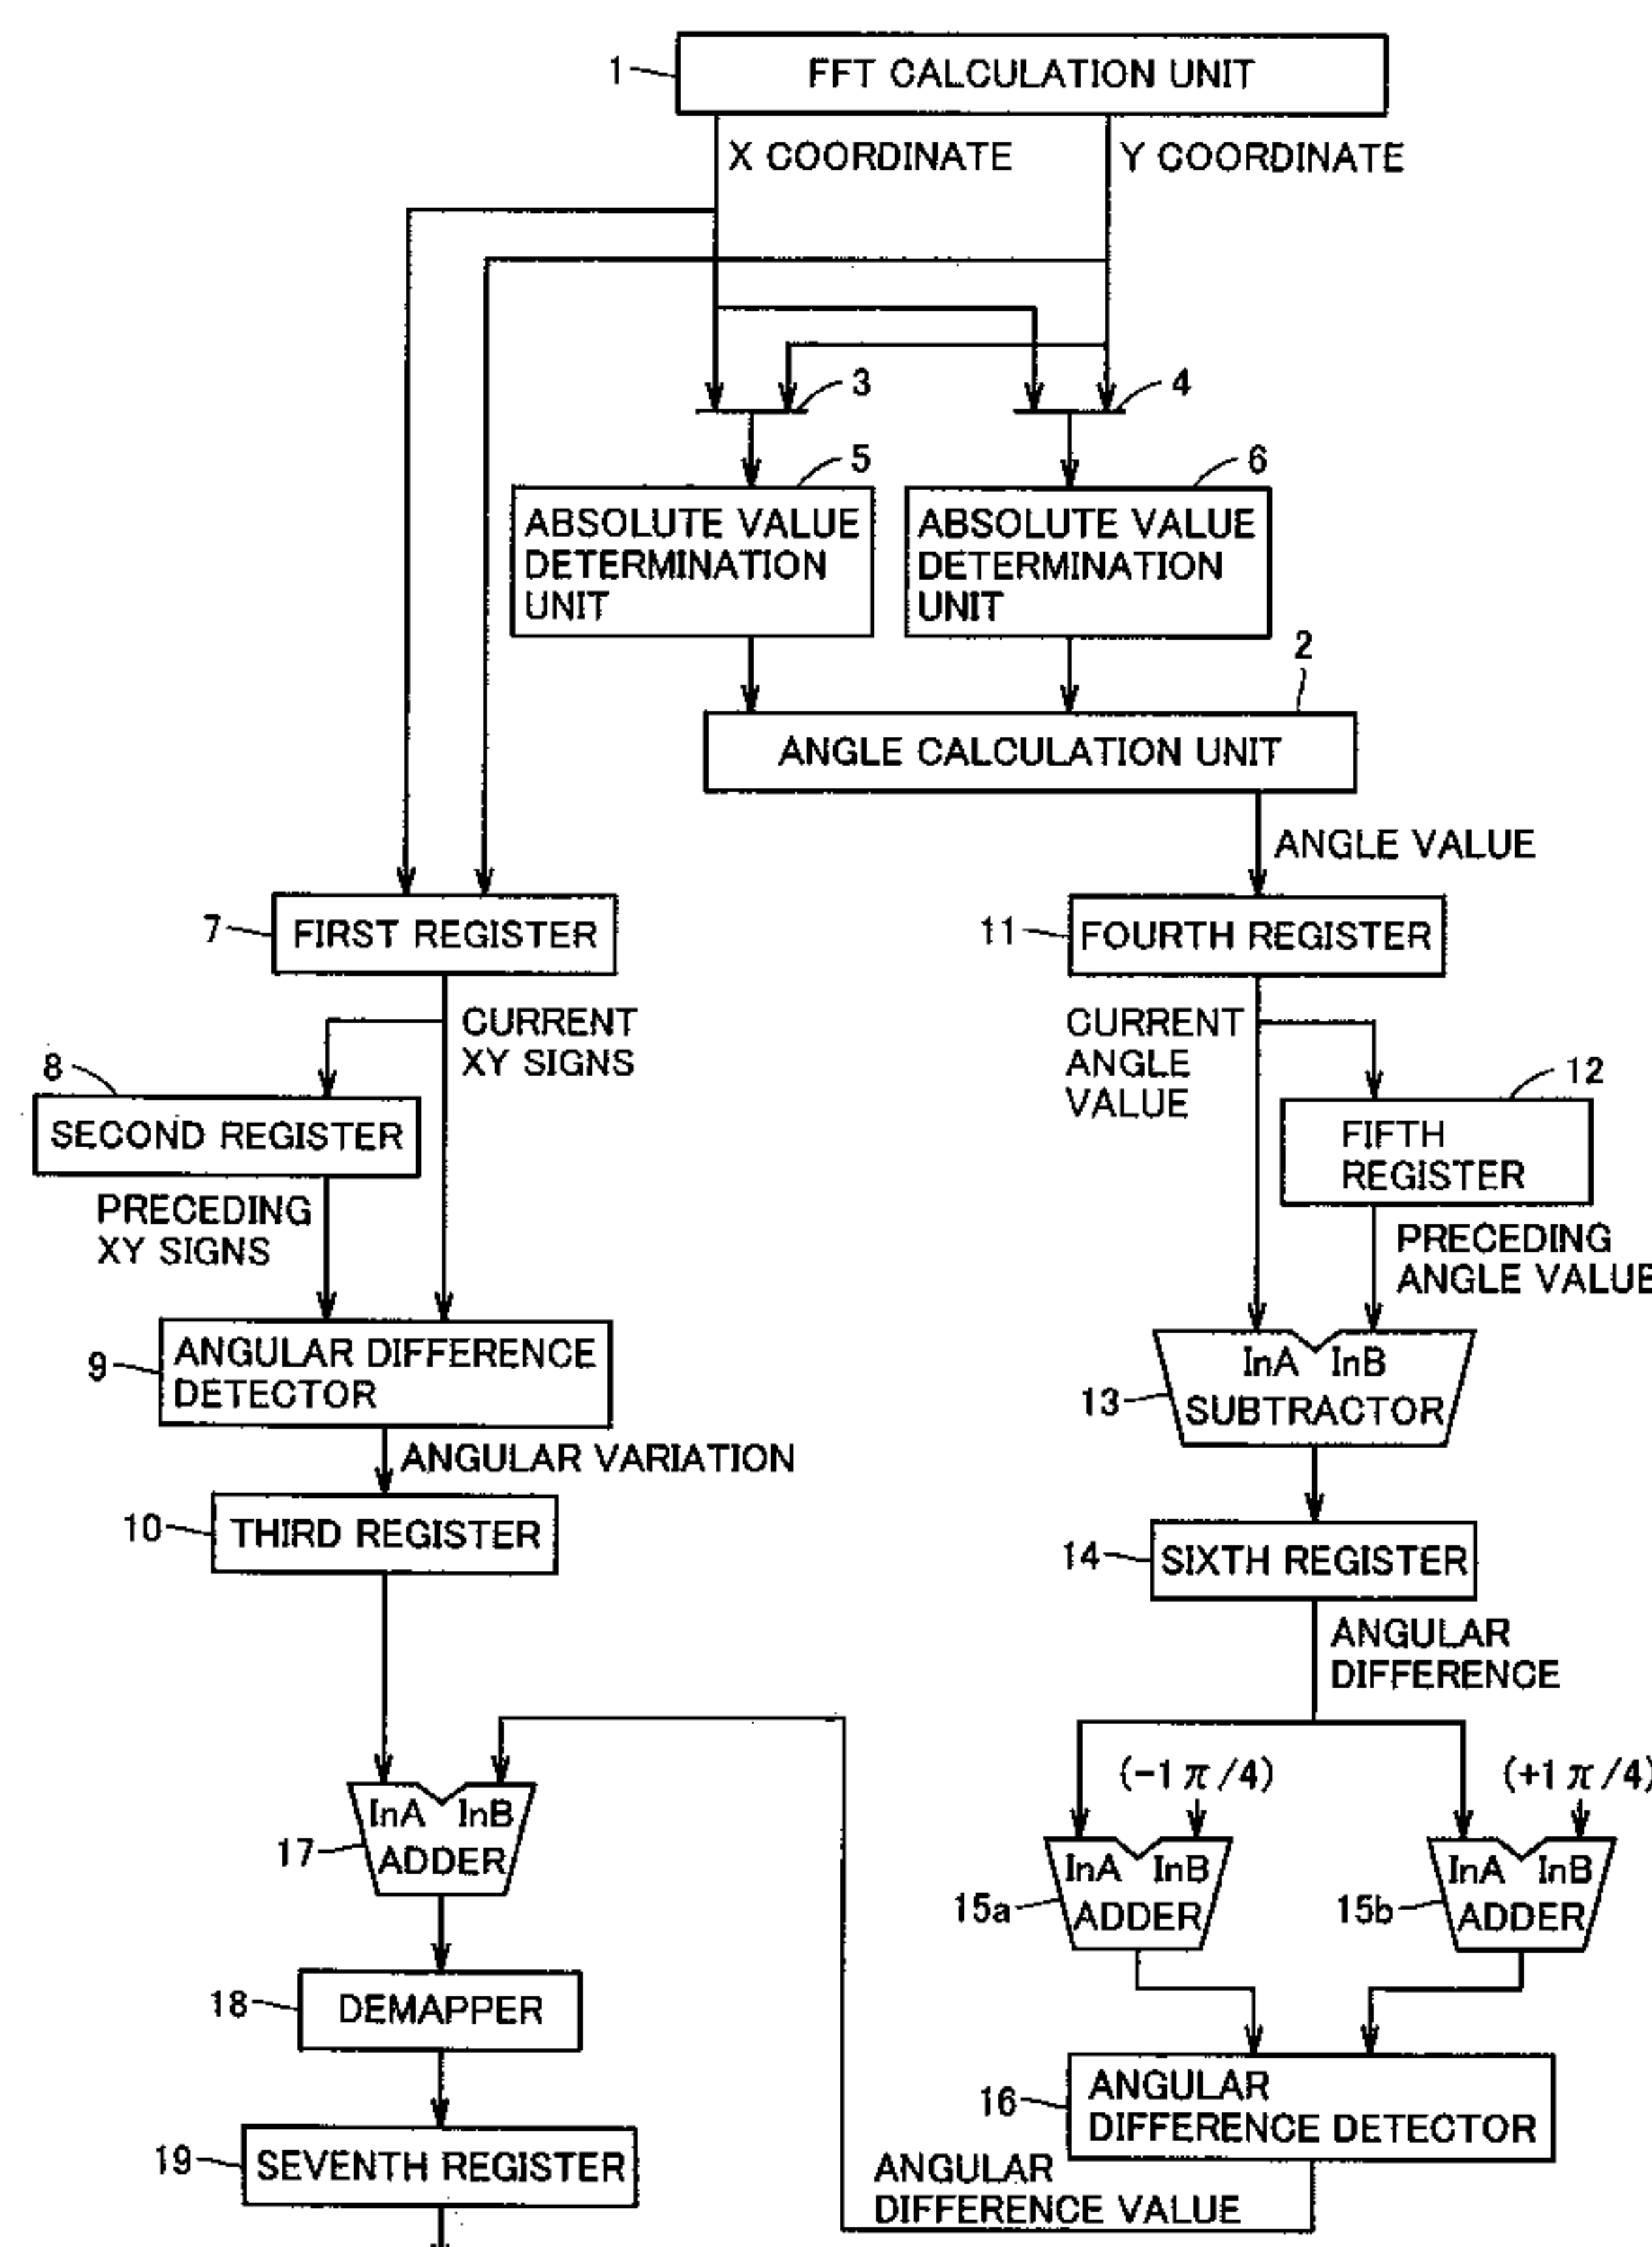 1
FFT CALCULATION UNIT
X COORDINATE
Y COORDINATE
3
4
5
6
ABSOLUTE VALUE
DETERMINATION
UNIT
ABSOLUTE VALUE
DETERMINATION
UNIT
2
ANGLE CALCULATION UNIT
ANGLE VALUE
7
FIRST REGISTER
11
FOURTH REGISTER
CURRENT
XY SIGNS
CURRENT
ANGLE
VALUE
8
SECOND REGISTER
12
FIFTH
REGISTER
PRECEDING
XY SIGNS
PRECEDING
ANGLE VALUE
9
ANGULAR DIFFERENCE
DETECTOR
InA InB
13
SUBTRACTOR
ANGULAR VARIATION
10
THIRD REGISTER
14
SIXTH REGISTER
ANGULAR
DIFFERENCE
(-1π/4)
(+1π/4)
InA InB
17
ADDER
InA InB
15a
ADDER
InA InB
15b
ADDER
18
DEMAPPER
16
ANGULAR
DIFFERENCE DETECTOR
19
SEVENTH REGISTER
ANGULAR
DIFFERENCE VALUE